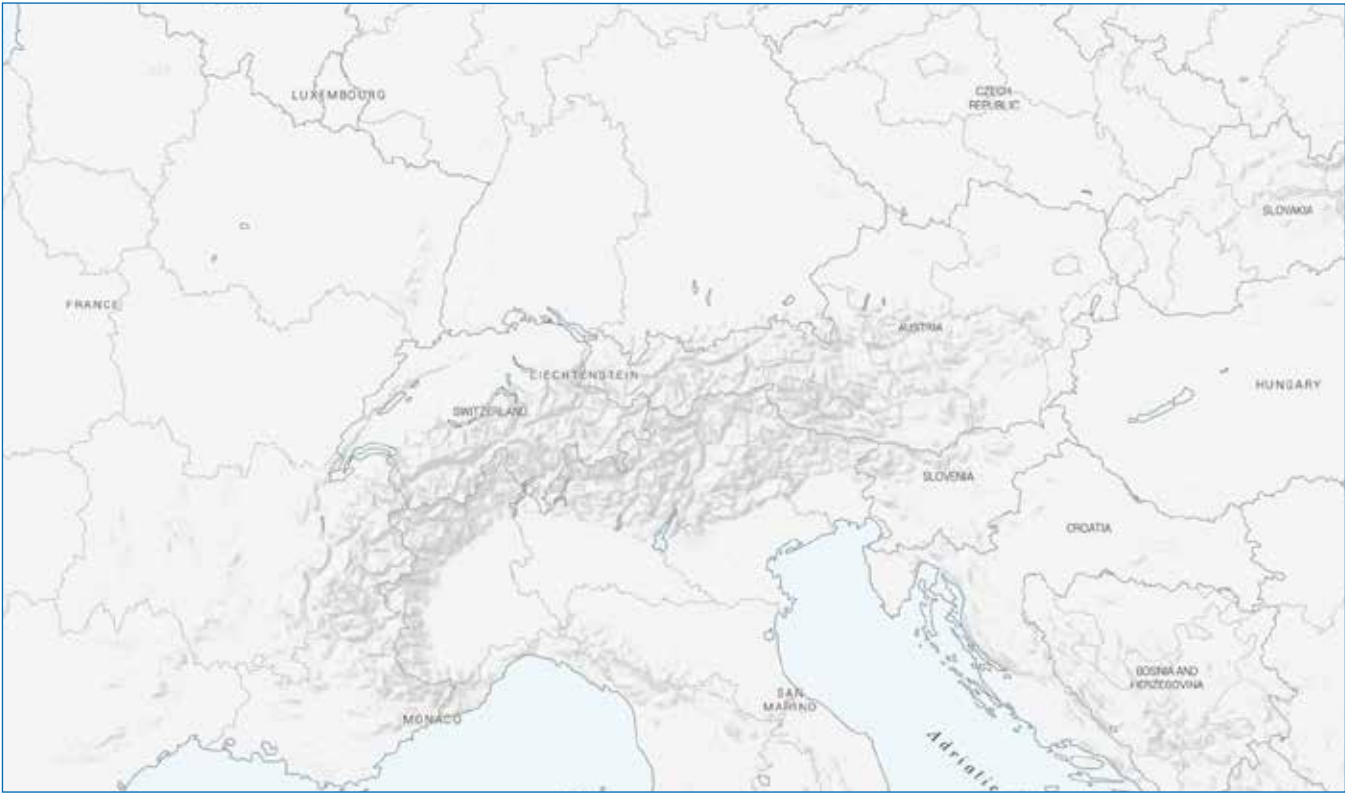 LUXEMBOURG
CZECH
REPUBLIC
SLOVAKIA
FRANCE
AUSTRIA
LIECHTENSTEIN
HUNGARY
SWITZERLAND
SLOVENIA
CROATIA
BOSNIA AND
HERZEGOVINA
SAN
MARINO
MONACO
Adriatic